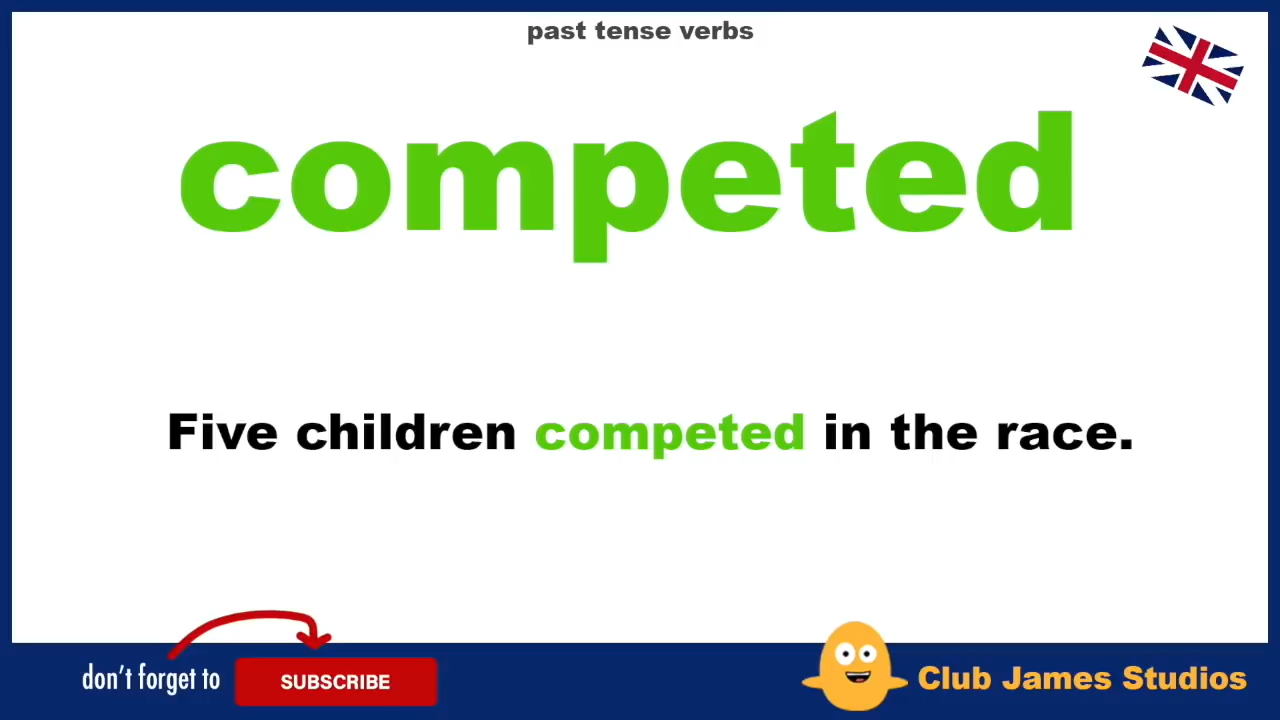 past tense verbs
competed
Five children competed in the race.
don't forget to
SUBSCRIBE
Club James Studios